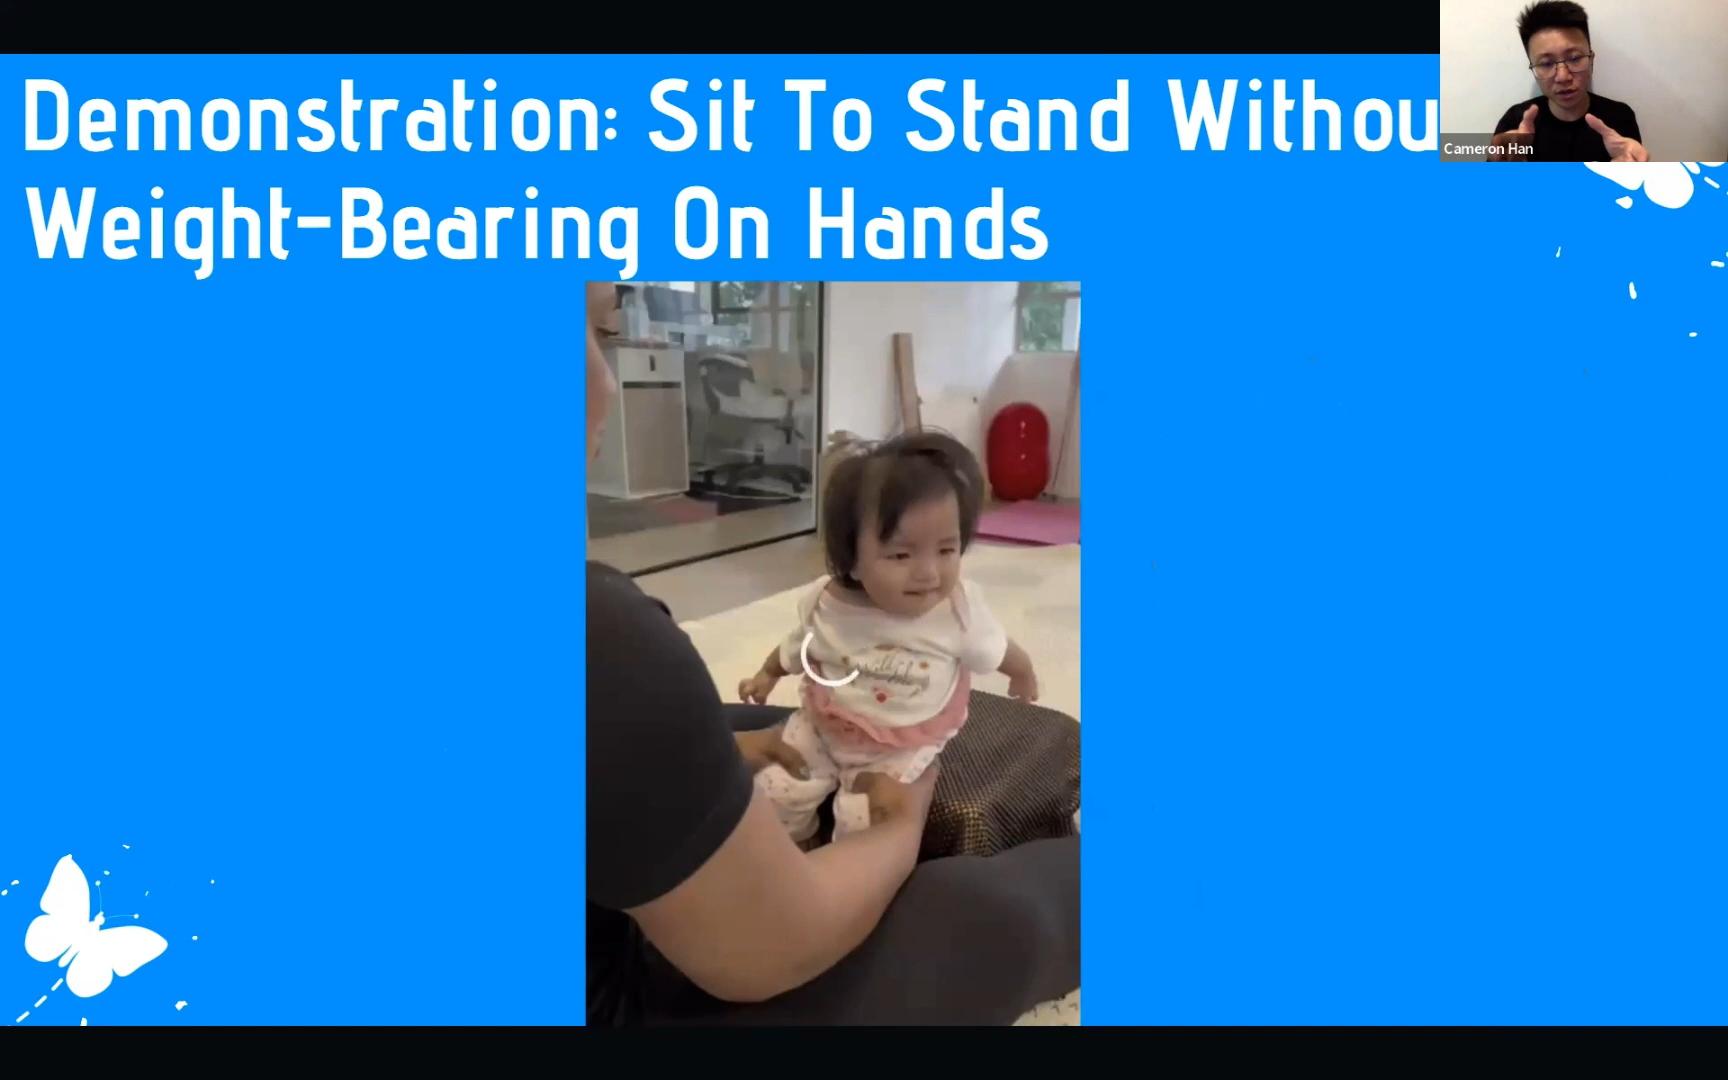 Demonstration: Sit To Stand Withou
Weight-Bearing On Hands
Cameron Han